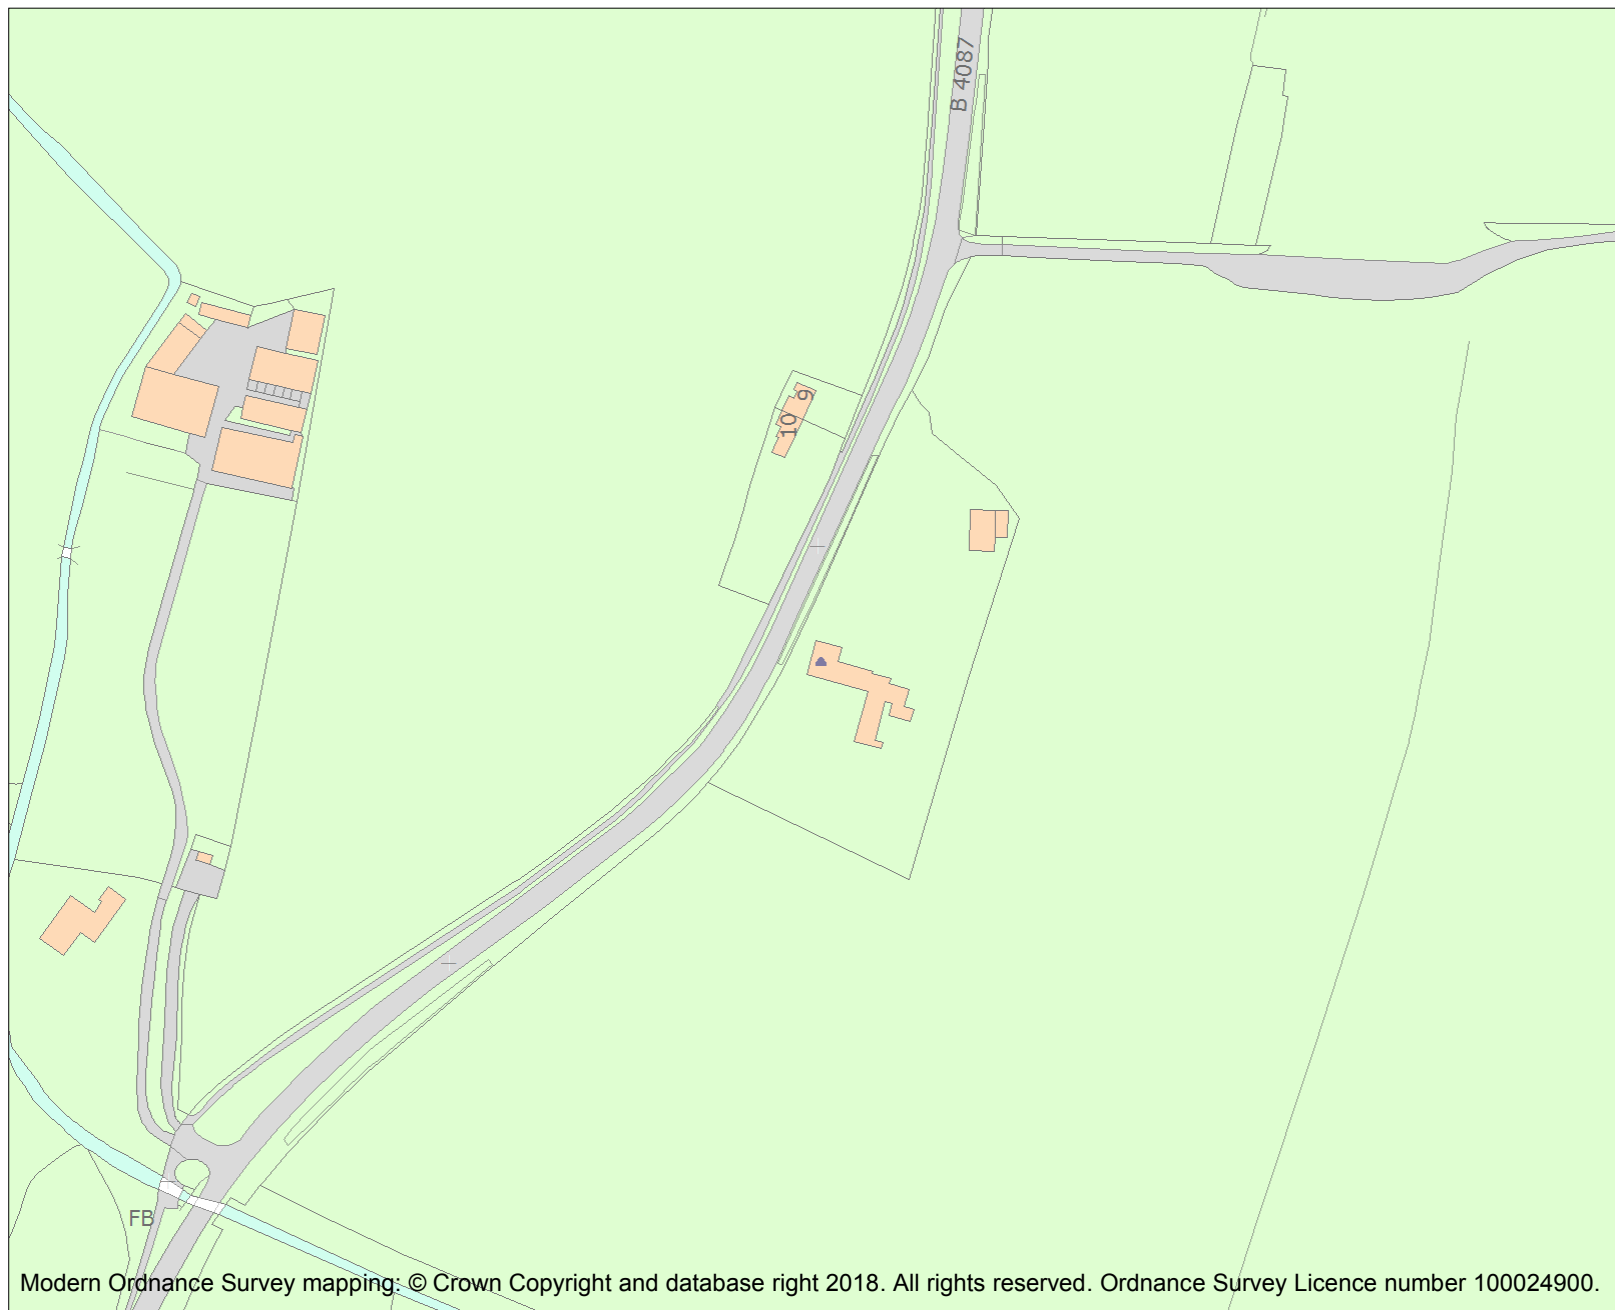 B 4087
9
10
FB
Modern Ordnance Survey mapping: © Crown Copyright and database right 2018. All rights reserved. Ordnance Survey Licence number 100024900.